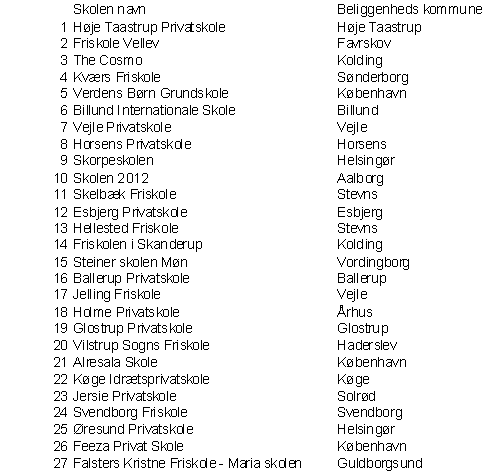 Skolen navn Beliggenheds kommune
1 Høje Taastrup Privatskole Høje Taastrup
2 Friskole Vellev Favrskov
3 The Cosmo Kolding
4 Kværs Friskole Sønderborg
5 Verdens Børn Grundskole København
6 Billund Internationale Skole Billund
7 Vejle Privatskole Vejle
8 Horsens Privatskole Horsens
9 Skorpeskolen Helsingør
10 Skolen 2012 Aalborg
11 Skelbæk Friskole Stevns
12 Esbjerg Privatskole Esbjerg
13 Hellested Friskole Stevns
14 Friskolen i Skanderup Kolding
15 Steiner skolen Møn Vordingborg
16 Ballerup Privatskole Ballerup
17 Jelling Friskole Vejle
18 Holme Privatskole Århus
19 Glostrup Privatskole Glostrup
20 Vilstrup Sogns Friskole Haderslev
21 Alresala Skole København
22 Køge Idrætsprivatskole Køge
23 Jersie Privatskole Solrød
24 Svendborg Friskole Svendborg
25 Øresund Privatskole Helsingør
26 Feeza Privat Skole København
27 Falsters Kristne Friskole - Maria skolen Guldborgsund